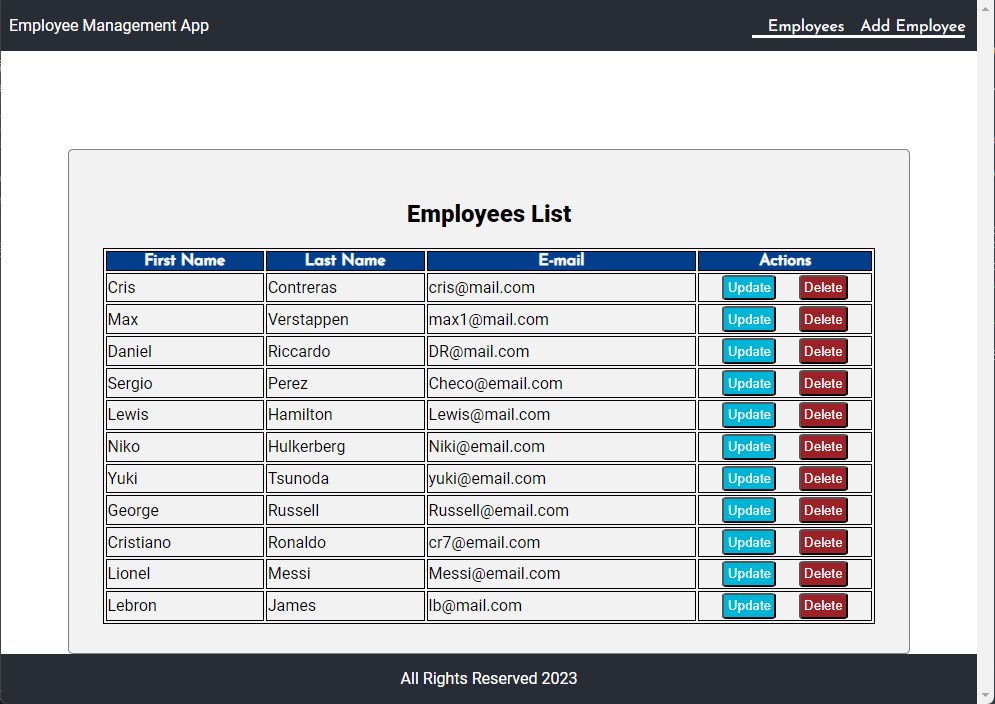 Employee Management App Employees Add Employee
Employees List
First Name Last Name E-mail Actions
Cris Contreras cris@mail.com Update Delete
Max Verstappen max1@mail.com Update Delete
Daniel Riccardo DR@mail.com Update Delete
Sergio Perez Checo@email.com Update Delete
Lewis Hamilton Lewis@mail.com Update Delete
Niko Hulkerberg Niki@email.com Update Delete
Yuki Tsunoda yuki@email.com Update Delete
George Russell Russell@email.com Update Delete
Cristiano Ronaldo cr7@email.com Update Delete
Lionel Messi Messi@email.com Update Delete
Lebron James lb@mail.com Update Delete
All Rights Reserved 2023